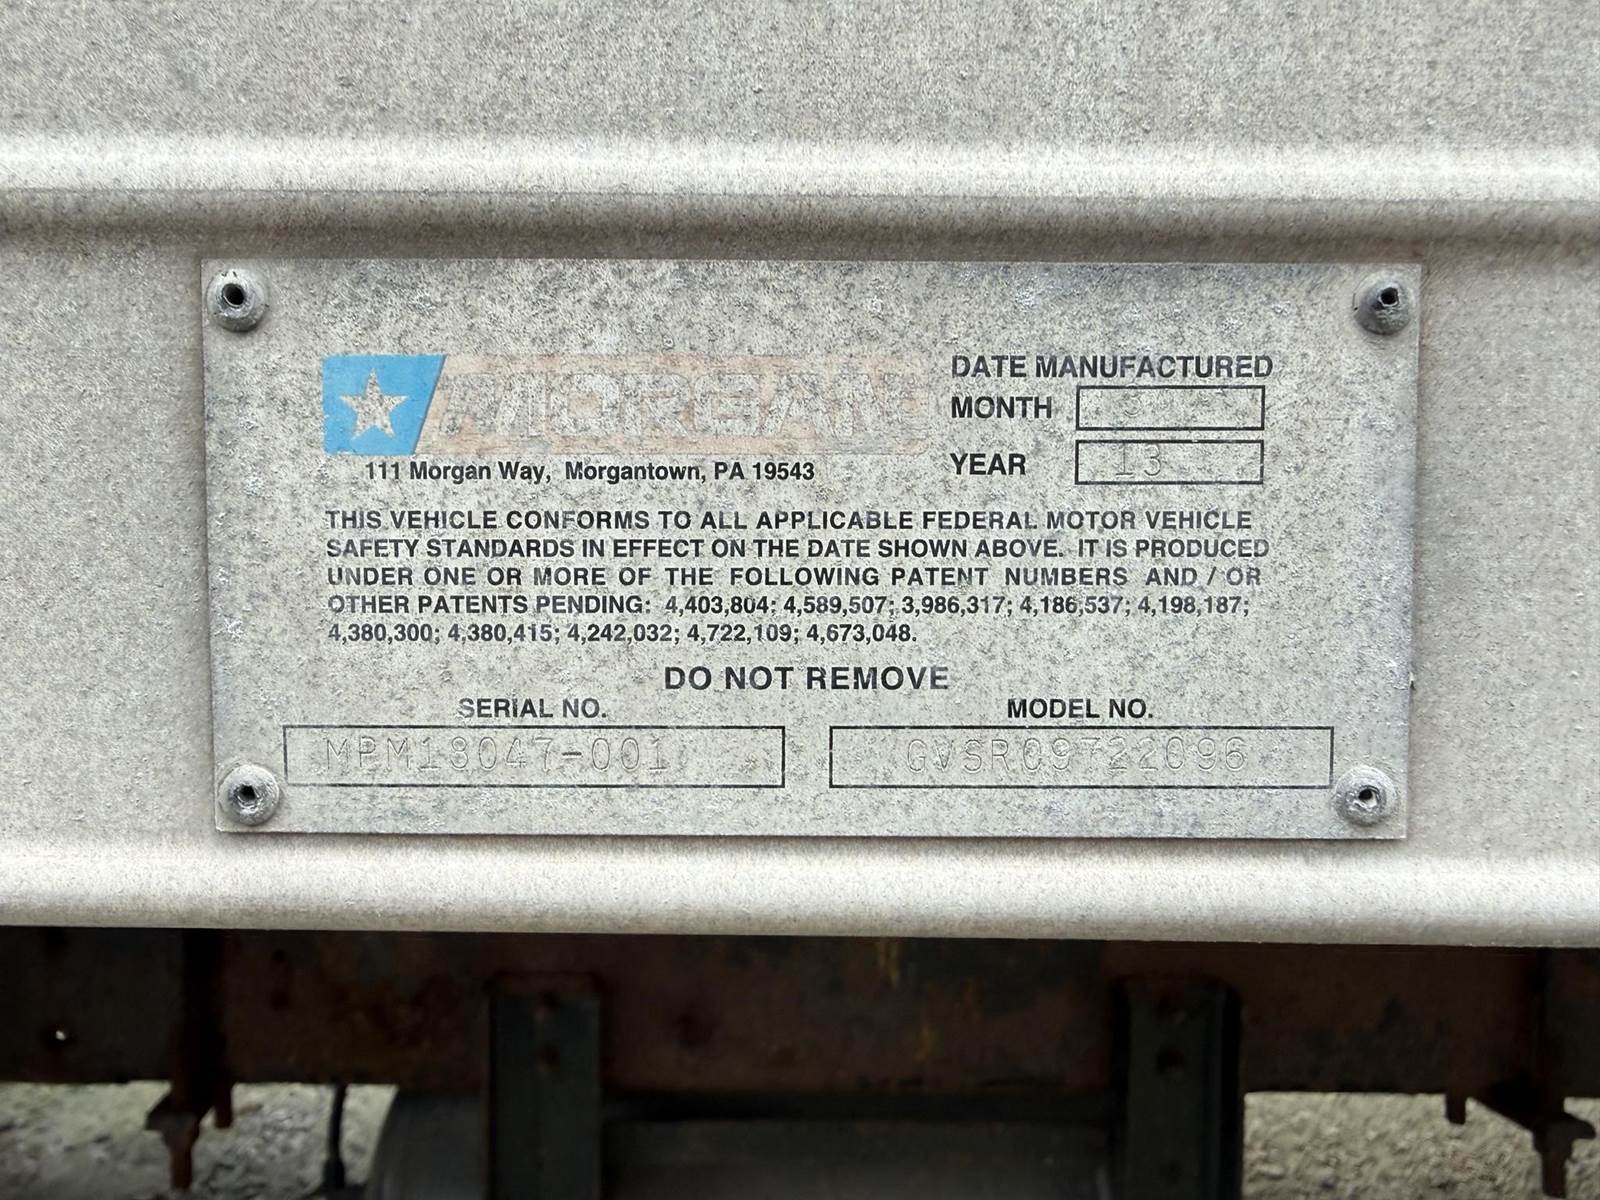 MORGAN
111 Morgan Way, Morgantown, PA 19543
DATE MANUFACTURED
MONTH
YEAR 13
THIS VEHICLE CONFORMS TO ALL APPLICABLE FEDERAL MOTOR VEHICLE
SAFETY STANDARDS IN EFFECT ON THE DATE SHOWN ABOVE. IT IS PRODUCED
UNDER ONE OR MORE OF THE FOLLOWING PATENT NUMBERS AND / OR
OTHER PATENTS PENDING: 4,403,804; 4,589,507; 3,986,317; 4,186,537; 4,198,187;
4,380,300; 4,380,415; 4,242,032; 4,722,109; 4,673,048.
DO NOT REMOVE
SERIAL NO. MODEL NO.
MPM13047-001 GVSR09722096